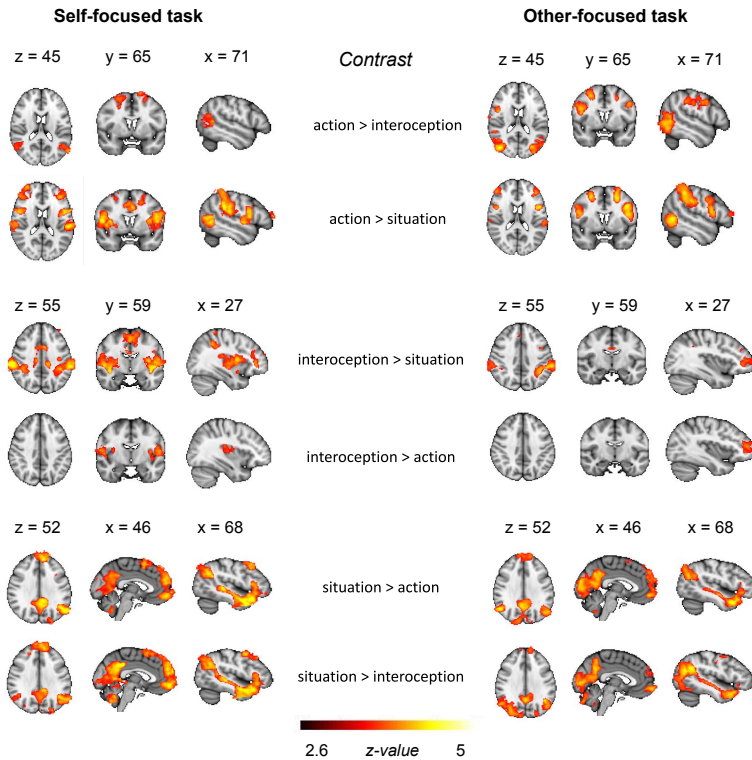 Self-focused task Other-focused task
z = 45 y = 65 x = 71 Contrast z = 45 y = 65 x = 71
action > interoception
action > situation
z = 55 y = 59 x = 27 z = 55 y = 59 x = 27
interoception > situation
interoception > action
z = 52 x = 46 x = 68 z = 52 x = 46 x = 68
situation > action
situation > interoception
2.6 z-value 5